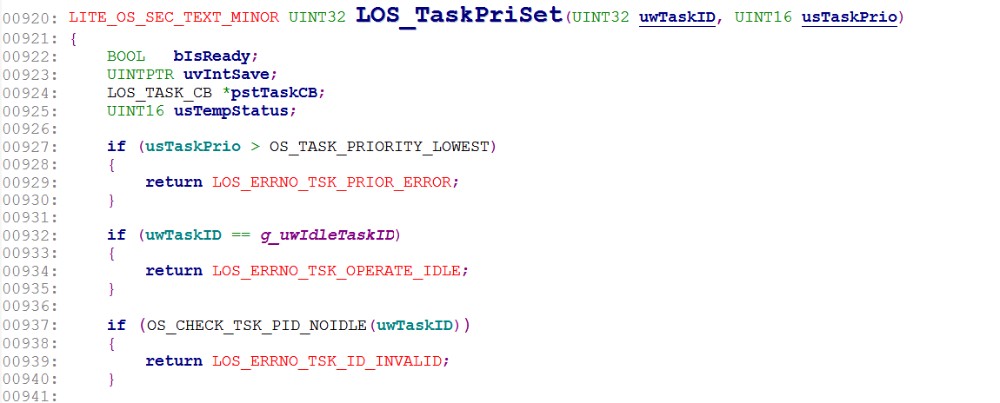 00920: LITE_OS_SEC_TEXT_MINOR UINT32 LOS_TaskPriSet(UINT32 uwTaskID, UINT16 usTaskPrio)
00921: {
00922:     BOOL   bIsReady;
00923:     UINTPTR uvIntSave;
00924:     LOS_TASK_CB *pstTaskCB;
00925:     UINT16 usTempStatus;
00926:
00927:     if (usTaskPrio > OS_TASK_PRIORITY_LOWEST)
00928:     {
00929:         return LOS_ERRNO_TSK_PRIOR_ERROR;
00930:     }
00931:
00932:     if (uwTaskID == g_uwIdleTaskID)
00933:     {
00934:         return LOS_ERRNO_TSK_OPERATE_IDLE;
00935:     }
00936:
00937:     if (OS_CHECK_TSK_PID_NOIDLE(uwTaskID))
00938:     {
00939:         return LOS_ERRNO_TSK_ID_INVALID;
00940:     }
00941: